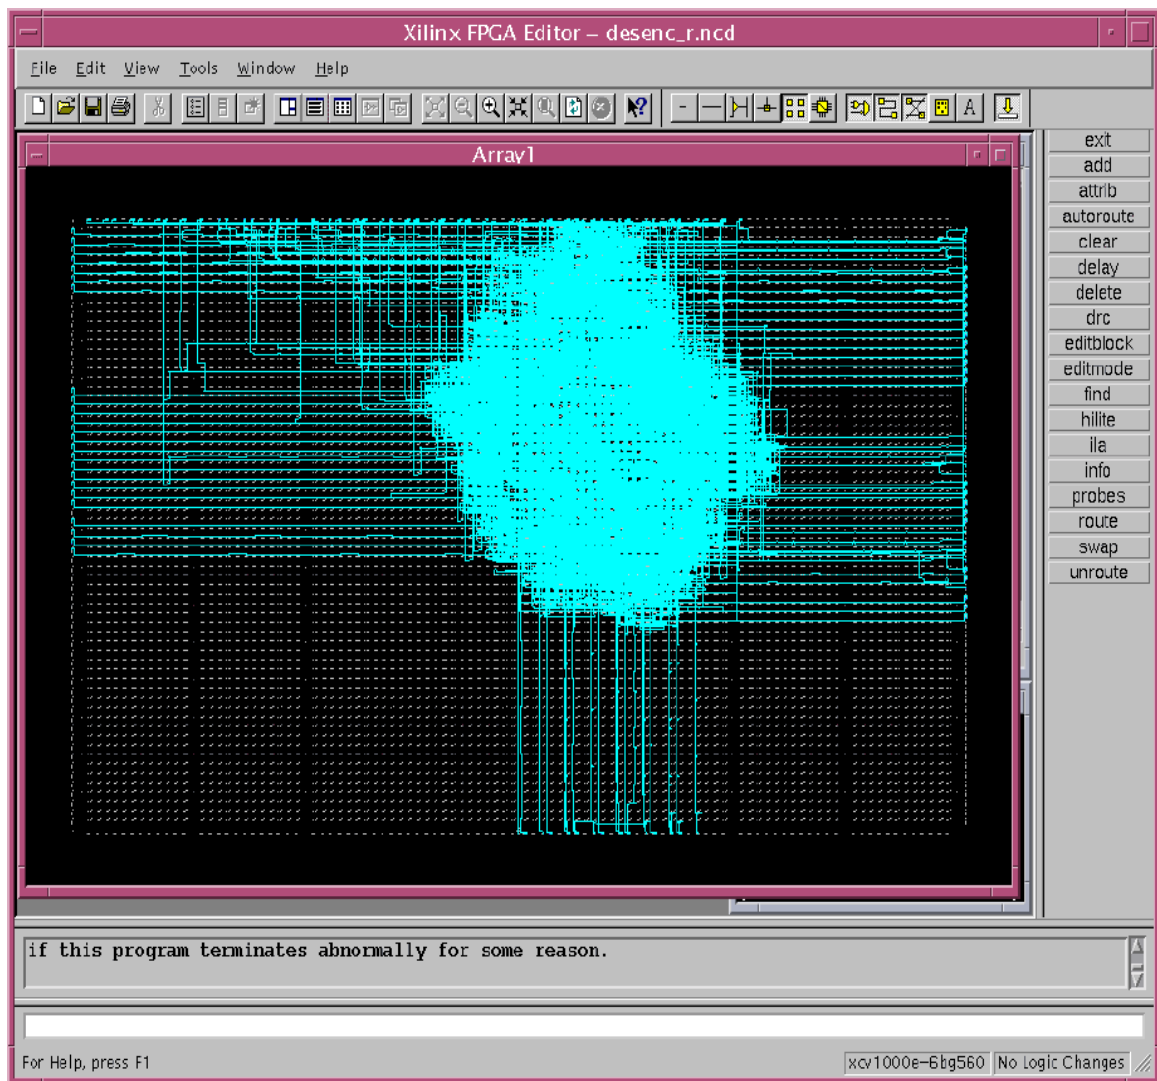 Xilinx FPGA Editor – desenc_r.ncd
File Edit View Tools Window Help
A
Array1
exit
add
attrib
autoroute
clear
delay
delete
drc
editblock
editmode
find
hilite
ila
info
probes
route
swap
unroute
if this program terminates abnormally for some reason.
For Help, press F1
xcv1000e-6bg560
No Logic Changes